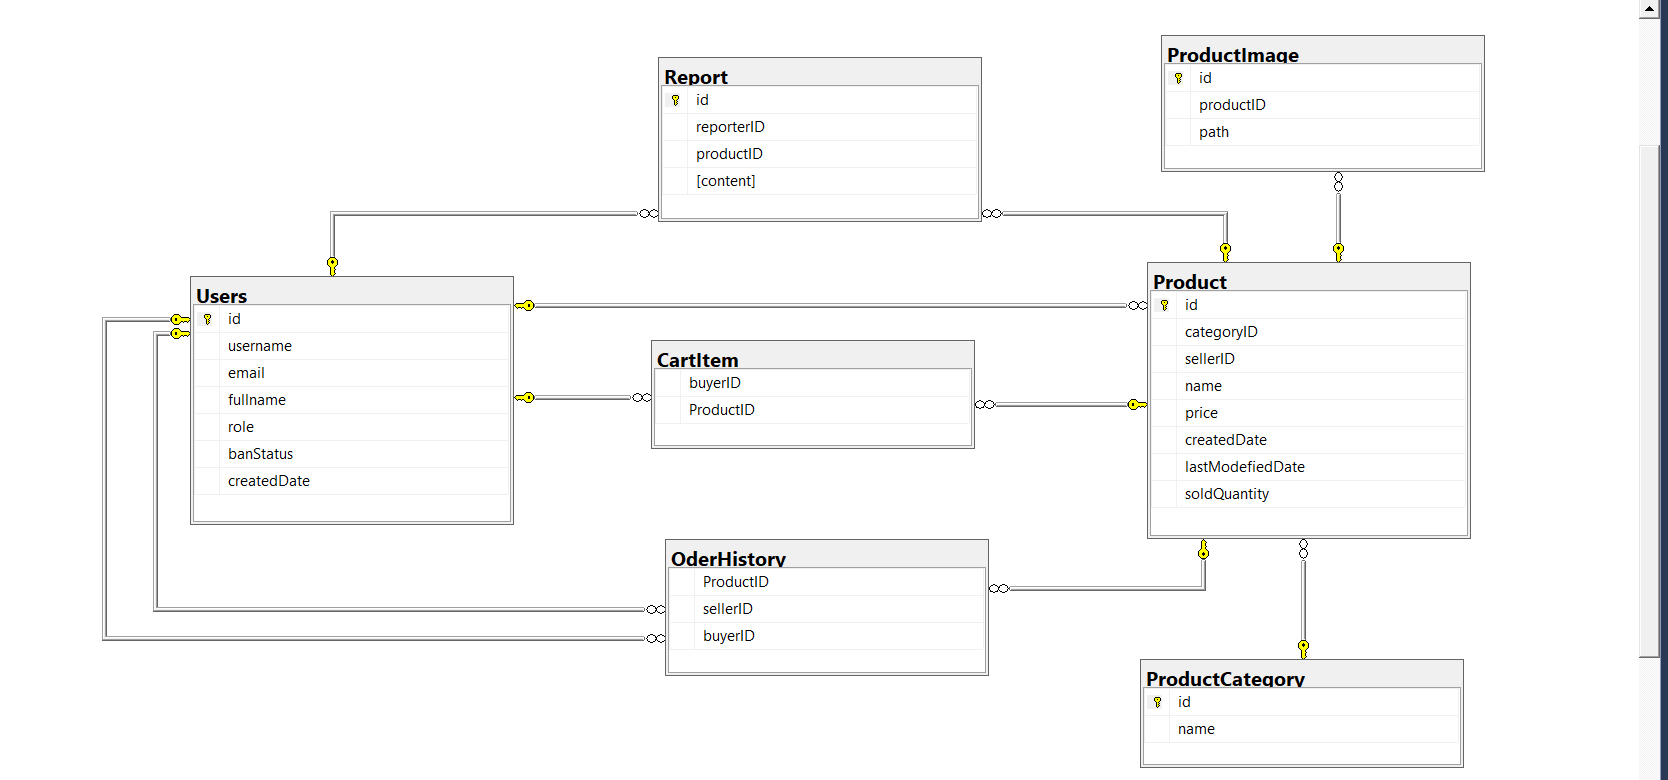 Report
id
reporterID
productID
[content]
ProductImage
id
productID
path
Users
id
username
email
fullname
role
banStatus
createdDate
CartItem
buyerID
ProductID
Product
id
categoryID
sellerID
name
price
createdDate
lastModefiedDate
soldQuantity
OderHistory
ProductID
sellerID
buyerID
ProductCategory
id
name